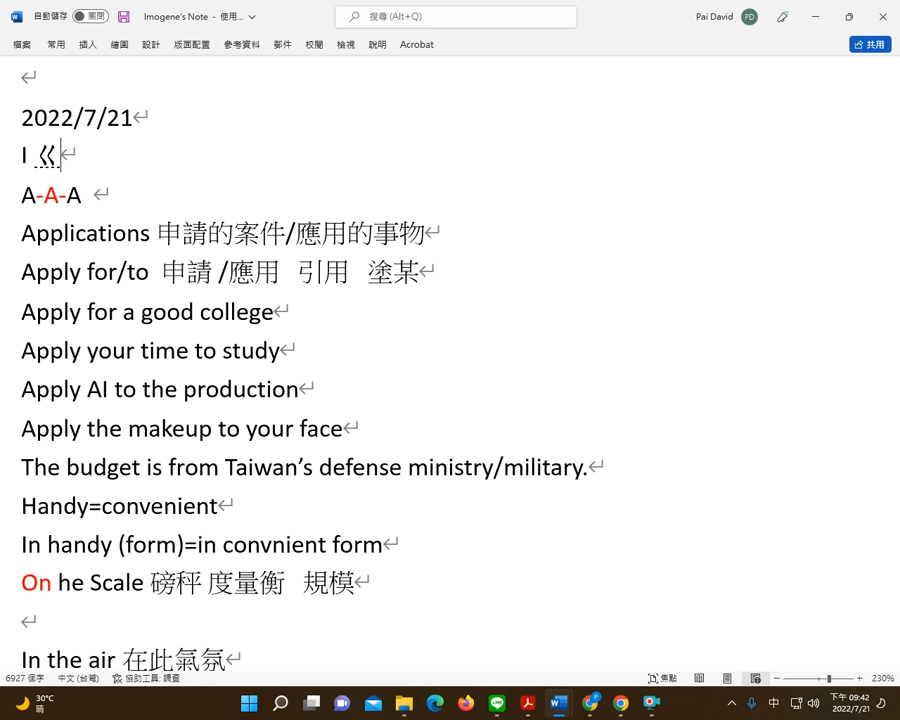 自動儲存 關閉 Imogene's Note - 使用... 搜尋 (Alt+Q) Pai David PD
檔案 常用 插入 繪圖 設計 版面配置 參考資料 郵件 校閱 檢視 說明 Acrobat 共用
2022/7/21
I ㄍ
A-A-A
Applications 申請的案件/應用的事物
Apply for/to 申請 /應用 引用 塗某
Apply for a good college
Apply your time to study
Apply AI to the production
Apply the makeup to your face
The budget is from Taiwan's defense ministry/military.
Handy=convenient
In handy (form)=in convnient form
On he Scale 磅秤 度量衡 規模
In the air 在此氣氛
6927 個字 中文 (台灣) 協助工具: 調查 焦點 230%
30°C 晴 中 下午 09:42 2022/7/21